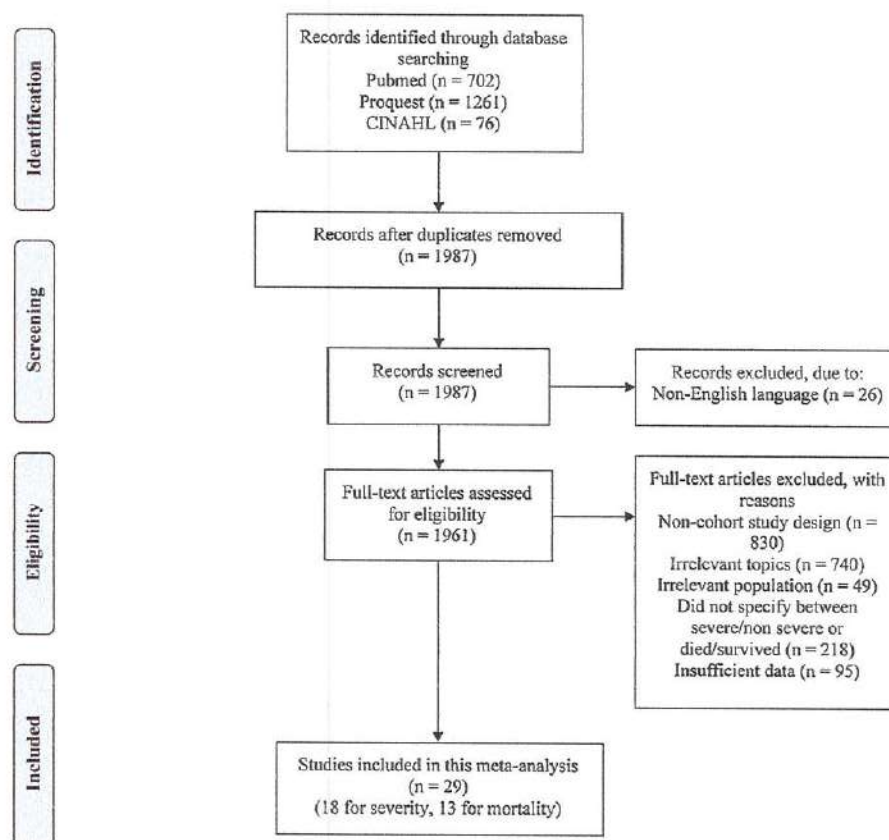 Identification
Records identified through database
searching
Pubmed (n = 702)
Proquest (n = 1261)
CINAHL (n = 76)
Records after duplicates removed
(n = 1987)
Screening
Records screened
(n = 1987)
Records excluded, due to:
Non-English language (n = 26)
Eligibility
Full-text articles assessed
for eligibility
(n = 1961)
Full-text articles excluded, with
reasons
Non-cohort study design (n =
830)
Irrelevant topics (n = 740)
Irrelevant population (n = 49)
Did not specify between
severe/non severe or
died/survived (n = 218)
Insufficient data (n = 95)
Included
Studies included in this meta-analysis
(n = 29)
(18 for severity, 13 for mortality)